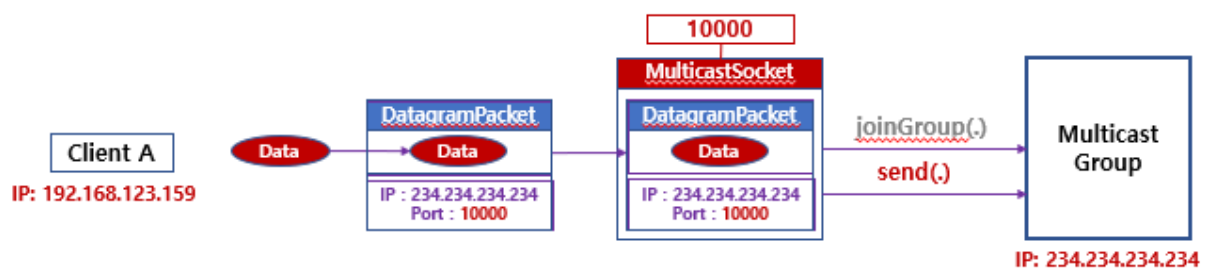 10000
MulticastSocket
DatagramPacket
DatagramPacket
joinGroup(.)
Client A
Data
Data
Data
Multicast
Group
send(.)
IP: 192.168.123.159
IP : 234.234.234.234
Port : 10000
IP : 234.234.234.234
Port : 10000
IP: 234.234.234.234